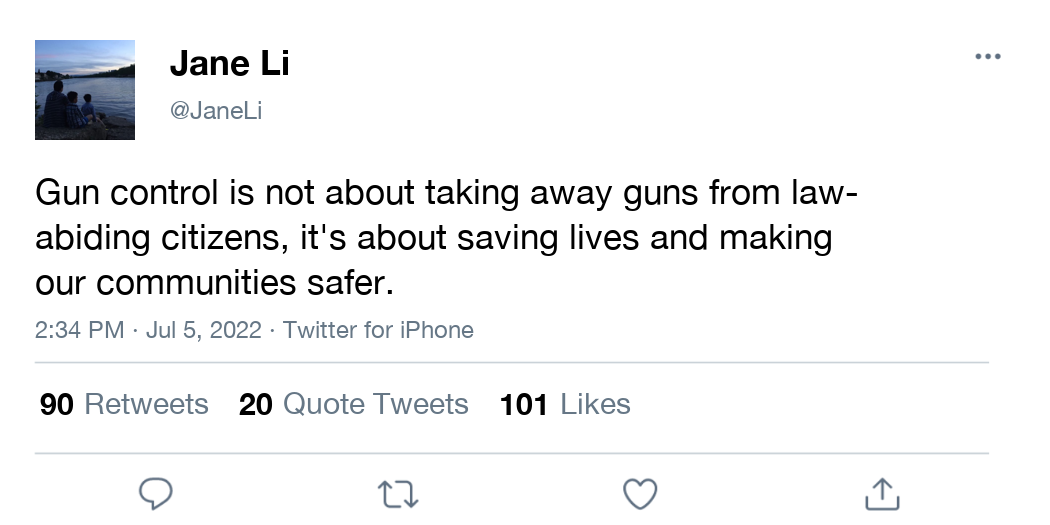 Jane Li
@JaneLi
Gun control is not about taking away guns from law-
abiding citizens, it's about saving lives and making
our communities safer.
2:34 PM · Jul 5, 2022 · Twitter for iPhone
90 Retweets 20 Quote Tweets 101 Likes